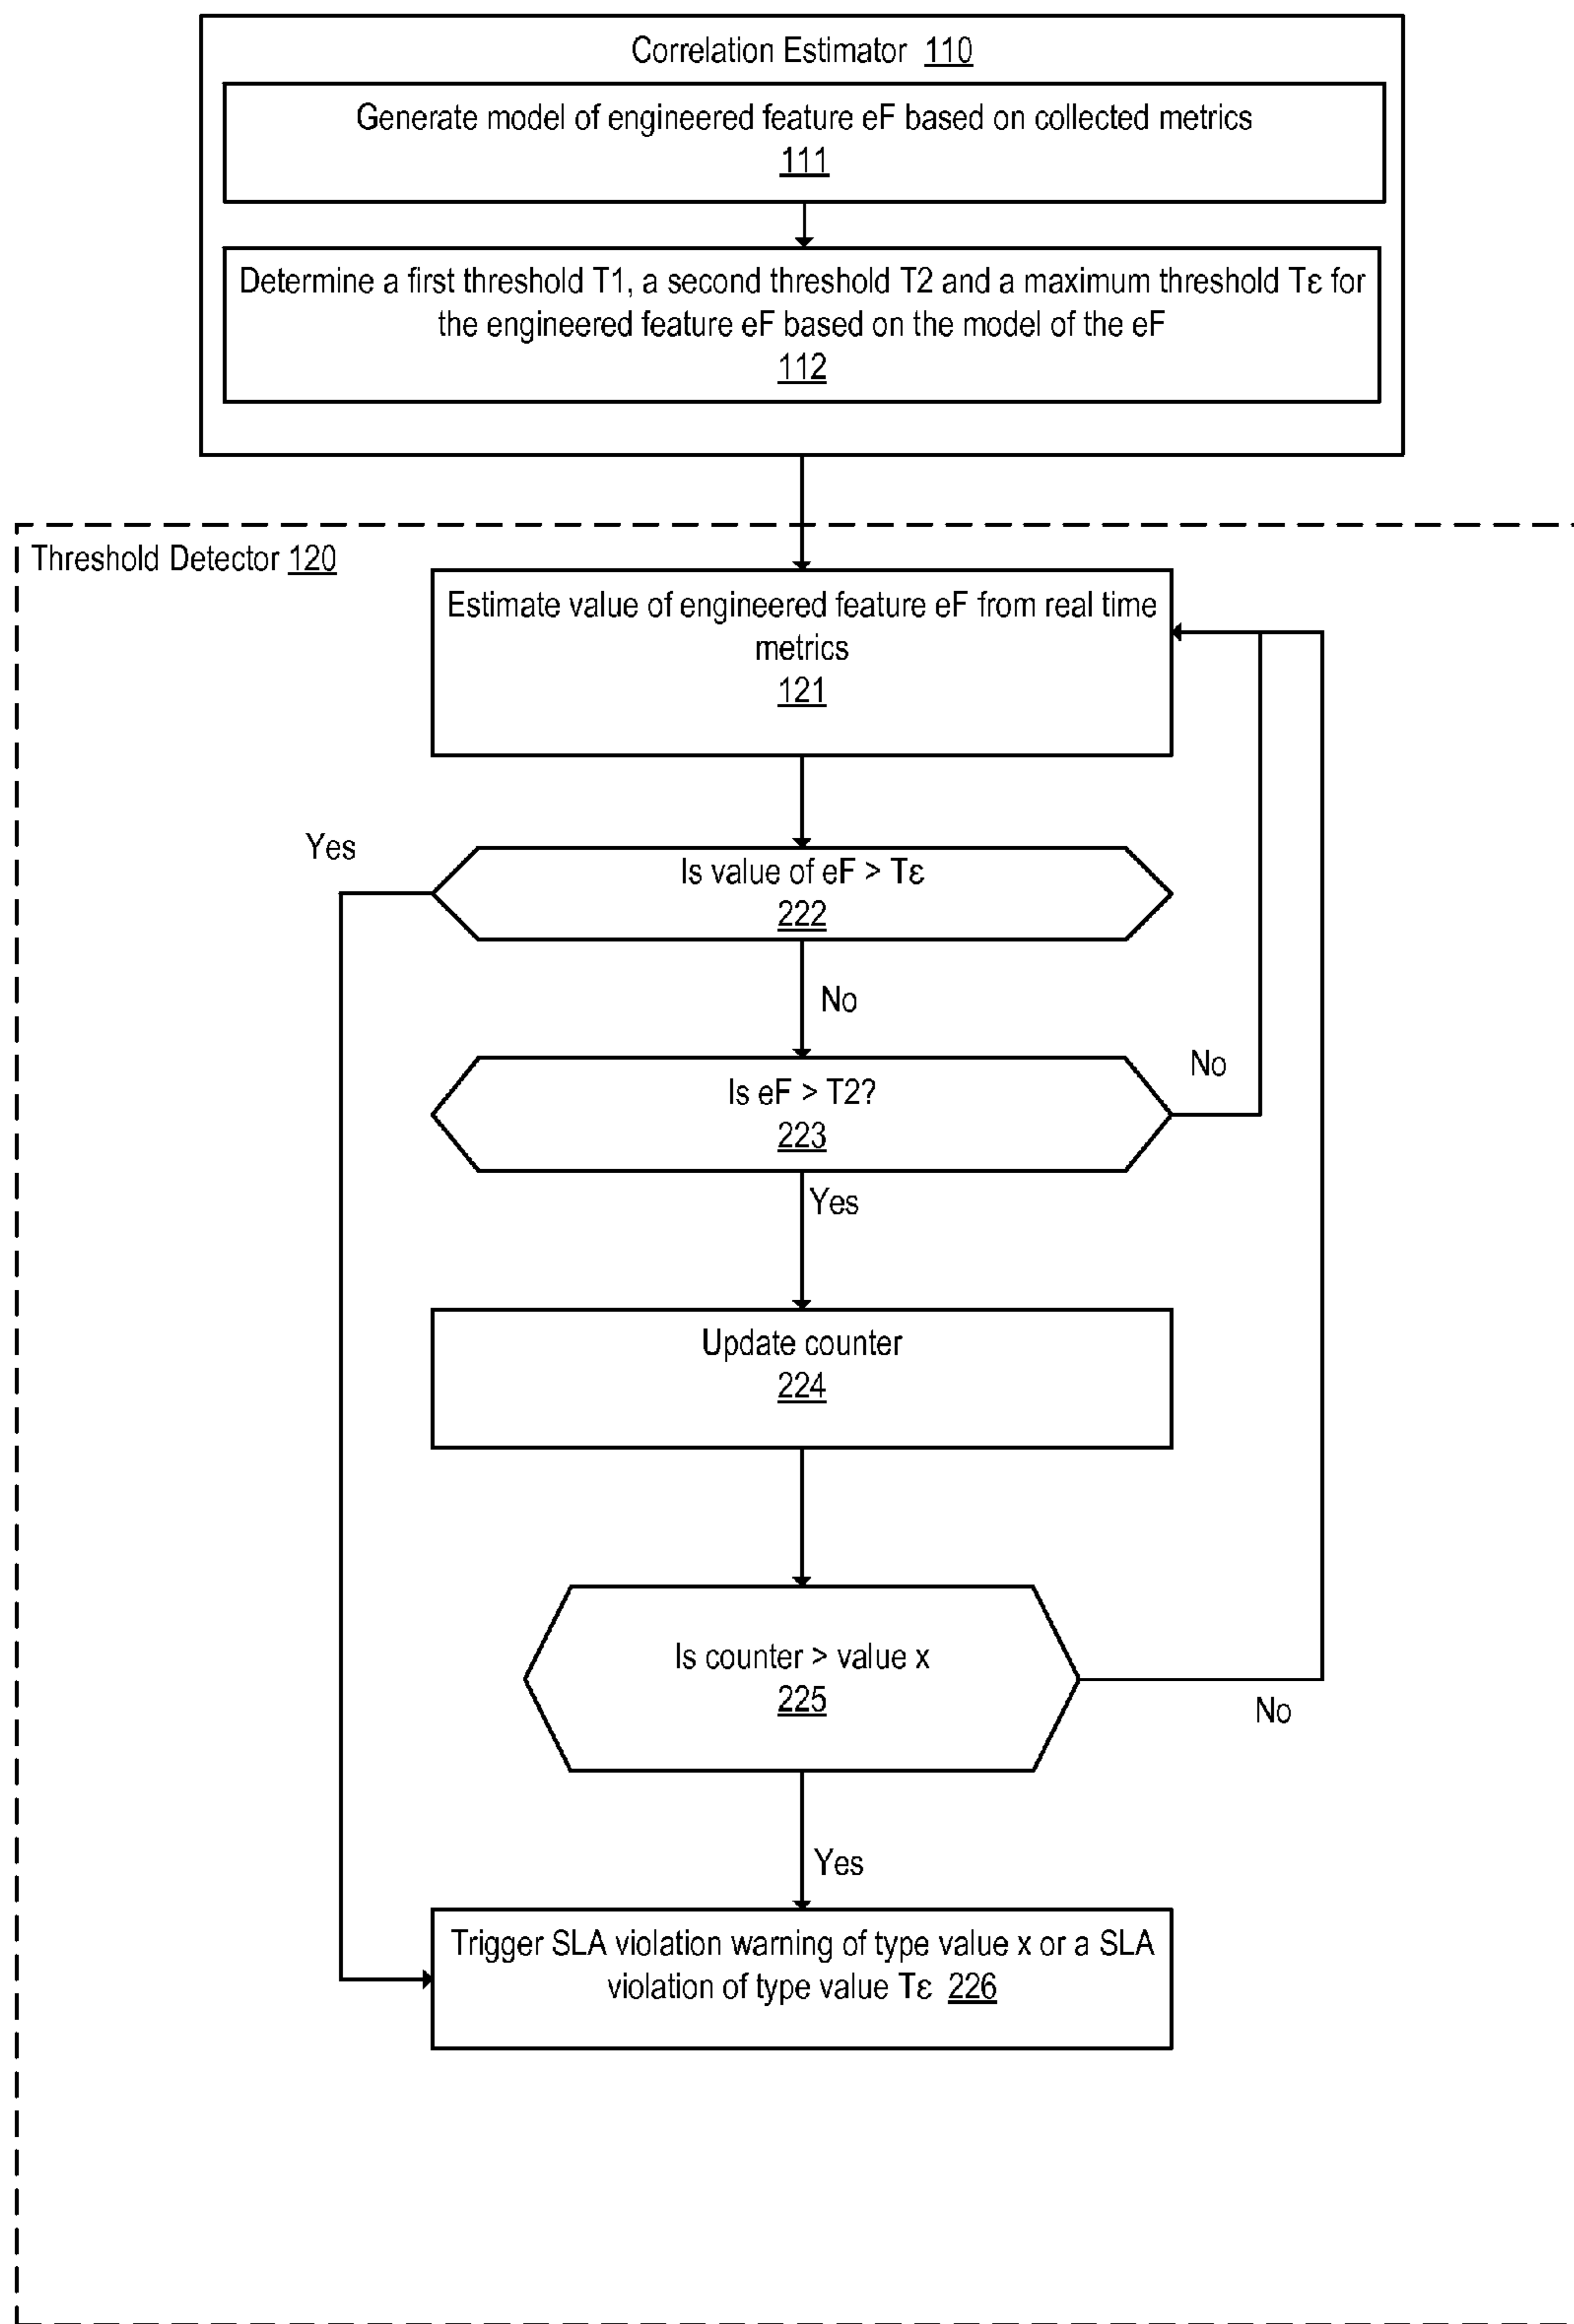 Correlation Estimator 110
Generate model of engineered feature eF based on collected metrics
111
Determine a first threshold T1, a second threshold T2 and a maximum threshold Tε for
the engineered feature eF based on the model of the eF
112
Threshold Detector 120
Estimate value of engineered feature eF from real time
metrics
121
Yes
Is value of eF > Tε
222
No
Is eF > T2?
223
No
Yes
Update counter
224
Is counter > value x
225
No
Yes
Trigger SLA violation warning of type value x or a SLA
violation of type value Tε 226